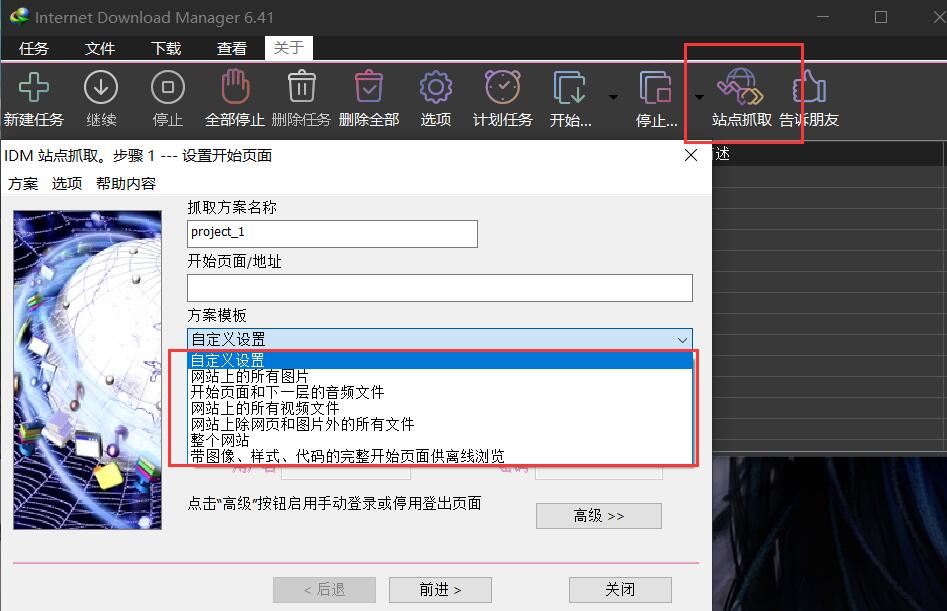 Internet Download Manager 6.41
任务 文件 下载 查看 关于
新建任务 继续 停止 全部停止 删除任务 删除全部 选项 计划任务 开始... 停止... 站点抓取 告诉朋友
IDM 站点抓取。步骤 1 --- 设置开始页面
述
方案 选项 帮助内容
抓取方案名称
project_1
开始页面/地址
方案模板
自定义设置
自定义设置
网站上的所有图片
开始页面和下一层的音频文件
网站上的所有视频文件
网站上除网页和图片外的所有文件
整个网站
带图像、样式、代码的完整开始页面供离线浏览
点击“高级”按钮启用手动登录或停用登出页面
高级 >>
< 后退 前进 > 关闭